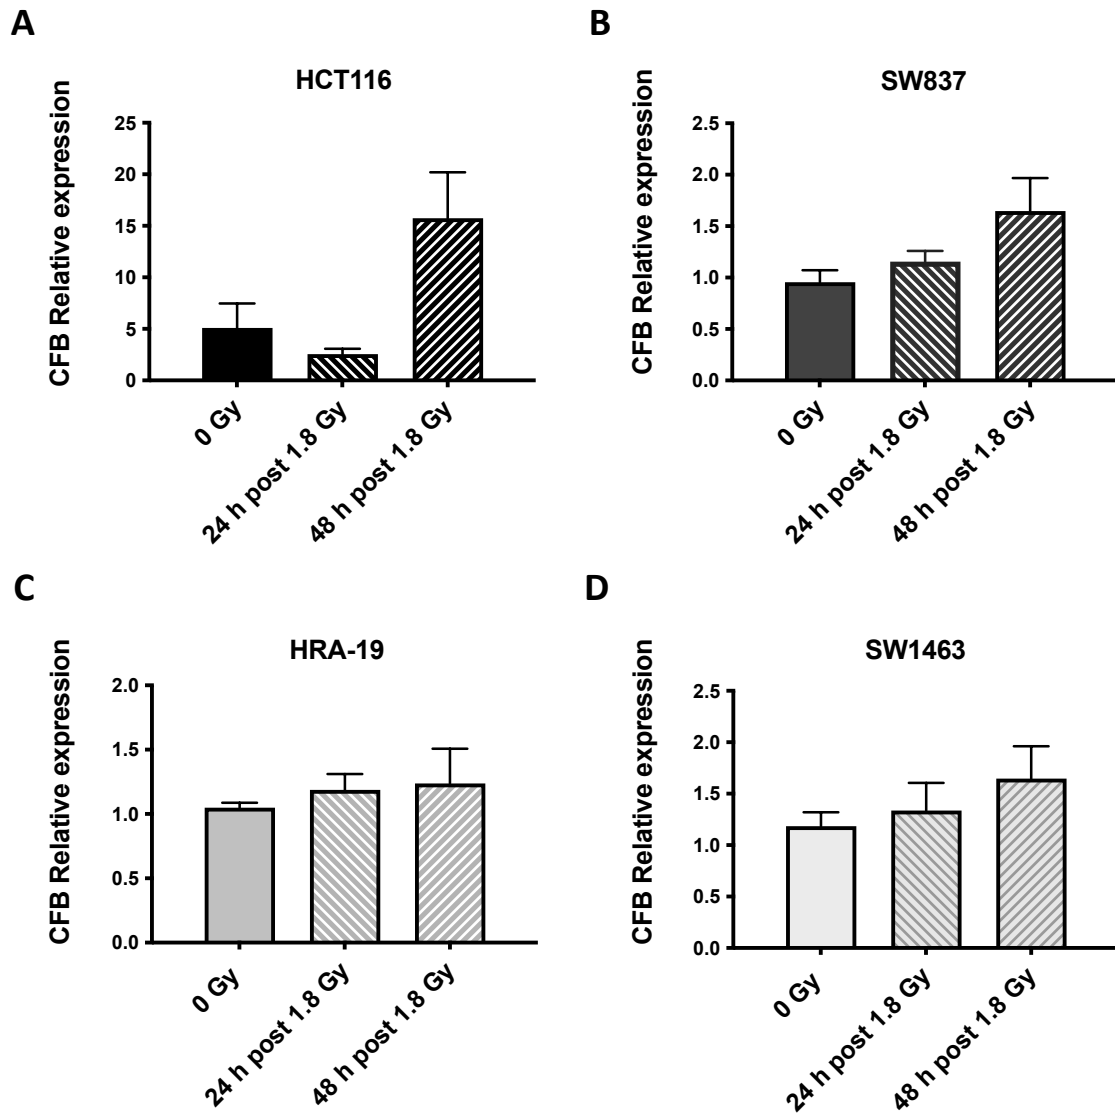 A
HCT116
CFB Relative expression
25
20
15
10
5
0
0 Gy
24 h post 1.8 Gy
48 h post 1.8 Gy
B
SW837
CFB Relative expression
2.5
2.0
1.5
1.0
0.5
0.0
0 Gy
24 h post 1.8 Gy
48 h post 1.8 Gy
C
HRA-19
CFB Relative expression
2.0
1.5
1.0
0.5
0.0
0 Gy
24 h post 1.8 Gy
48 h post 1.8 Gy
D
SW1463
CFB Relative expression
2.5
2.0
1.5
1.0
0.5
0.0
0 Gy
24 h post 1.8 Gy
48 h post 1.8 Gy